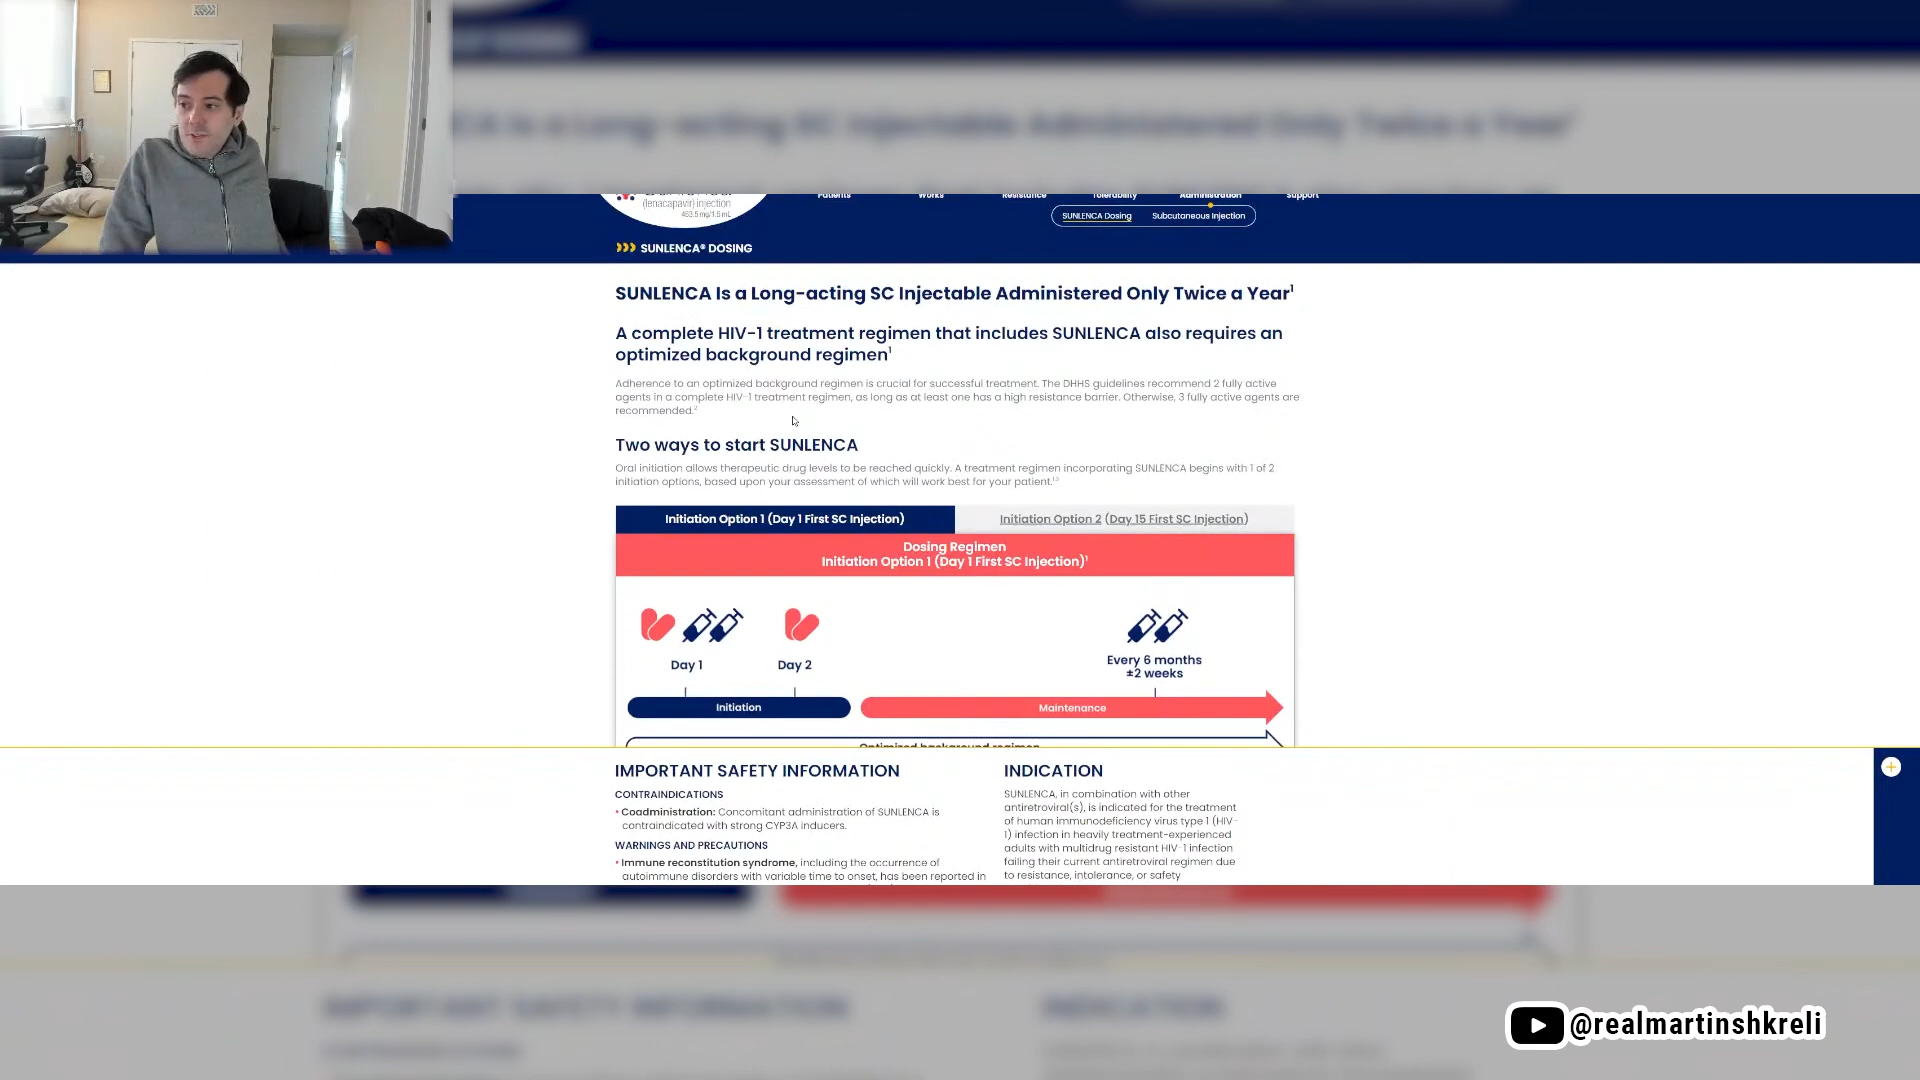 (lenacapavir) injection
463.5 mg/1.5 mL
Patients
Works
Resistance
Tolerability
Administration
Support
SUNLENCA Dosing
Subcutaneous Injection
SUNLENCA® DOSING
SUNLENCA Is a Long-acting SC Injectable Administered Only Twice a Year¹
A complete HIV-1 treatment regimen that includes SUNLENCA also requires an
optimized background regimen¹
Adherence to an optimized background regimen is crucial for successful treatment. The DHHS guidelines recommend 2 fully active
agents in a complete HIV-1 treatment regimen, as long as at least one has a high resistance barrier. Otherwise, 3 fully active agents are
recommended.²
Two ways to start SUNLENCA
Oral initiation allows therapeutic drug levels to be reached quickly. A treatment regimen incorporating SUNLENCA begins with 1 of 2
initiation options, based upon your assessment of which will work best for your patient.¹,³
Initiation Option 1 (Day 1 First SC Injection)
Initiation Option 2 (Day 15 First SC Injection)
Dosing Regimen
Initiation Option 1 (Day 1 First SC Injection)¹
Day 1
Day 2
Every 6 months
±2 weeks
Initiation
Maintenance
Optimized background regimen
IMPORTANT SAFETY INFORMATION
CONTRAINDICATIONS
• Coadministration: Concomitant administration of SUNLENCA is
contraindicated with strong CYP3A inducers.
WARNINGS AND PRECAUTIONS
• Immune reconstitution syndrome, including the occurrence of
autoimmune disorders with variable time to onset, has been reported in
INDICATION
SUNLENCA, in combination with other
antiretroviral(s), is indicated for the treatment
of human immunodeficiency virus type 1 (HIV-
1) infection in heavily treatment-experienced
adults with multidrug resistant HIV-1 infection
failing their current antiretroviral regimen due
to resistance, intolerance, or safety
@realmartinshkreli